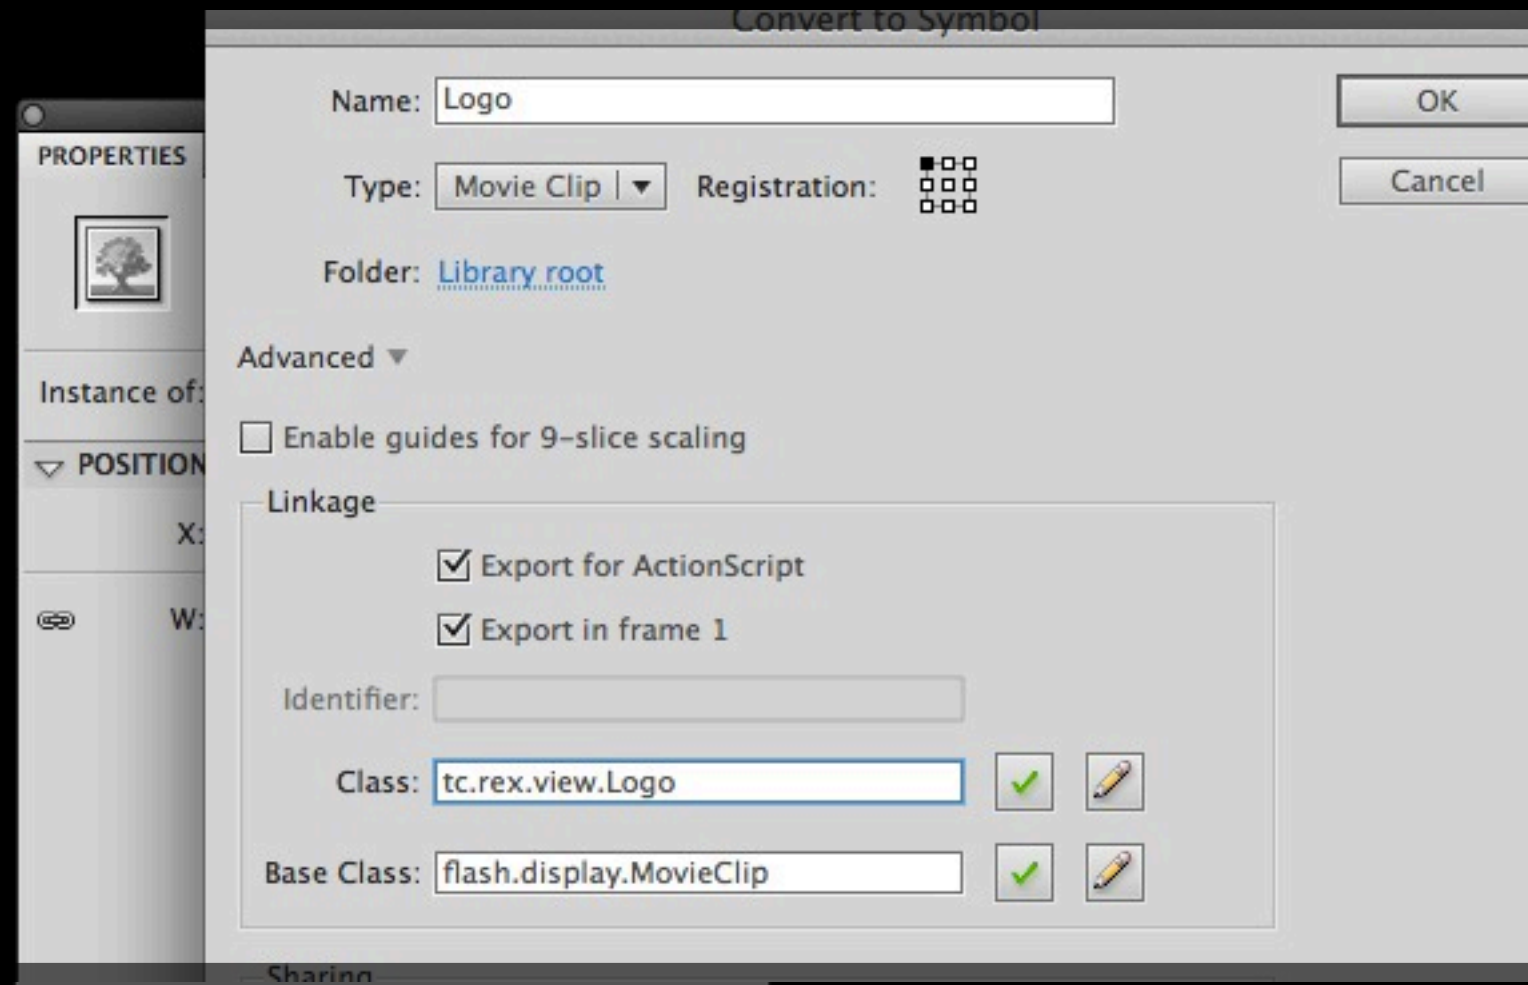 Convert to Symbol
Name: Logo
OK
PROPERTIES
Type: Movie Clip
Registration:
Cancel
Folder: Library root
Advanced
Instance of:
Enable guides for 9-slice scaling
POSITION
Linkage
X:
Export for ActionScript
W:
Export in frame 1
Identifier:
Class: tc.rex.view.Logo
Base Class: flash.display.MovieClip
Sharing